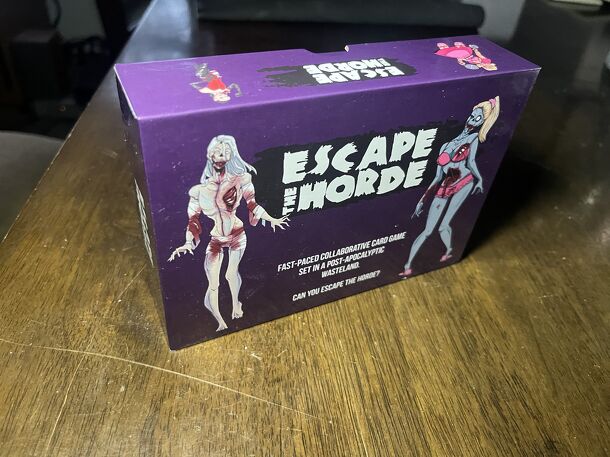 ESCAPE
THE HORDE
ESCAPE
THE HORDE
FAST-PACED COLLABORATIVE CARD GAME
SET IN A POST-APOCALYPTIC
WASTELAND.
CAN YOU ESCAPE THE HORDE?